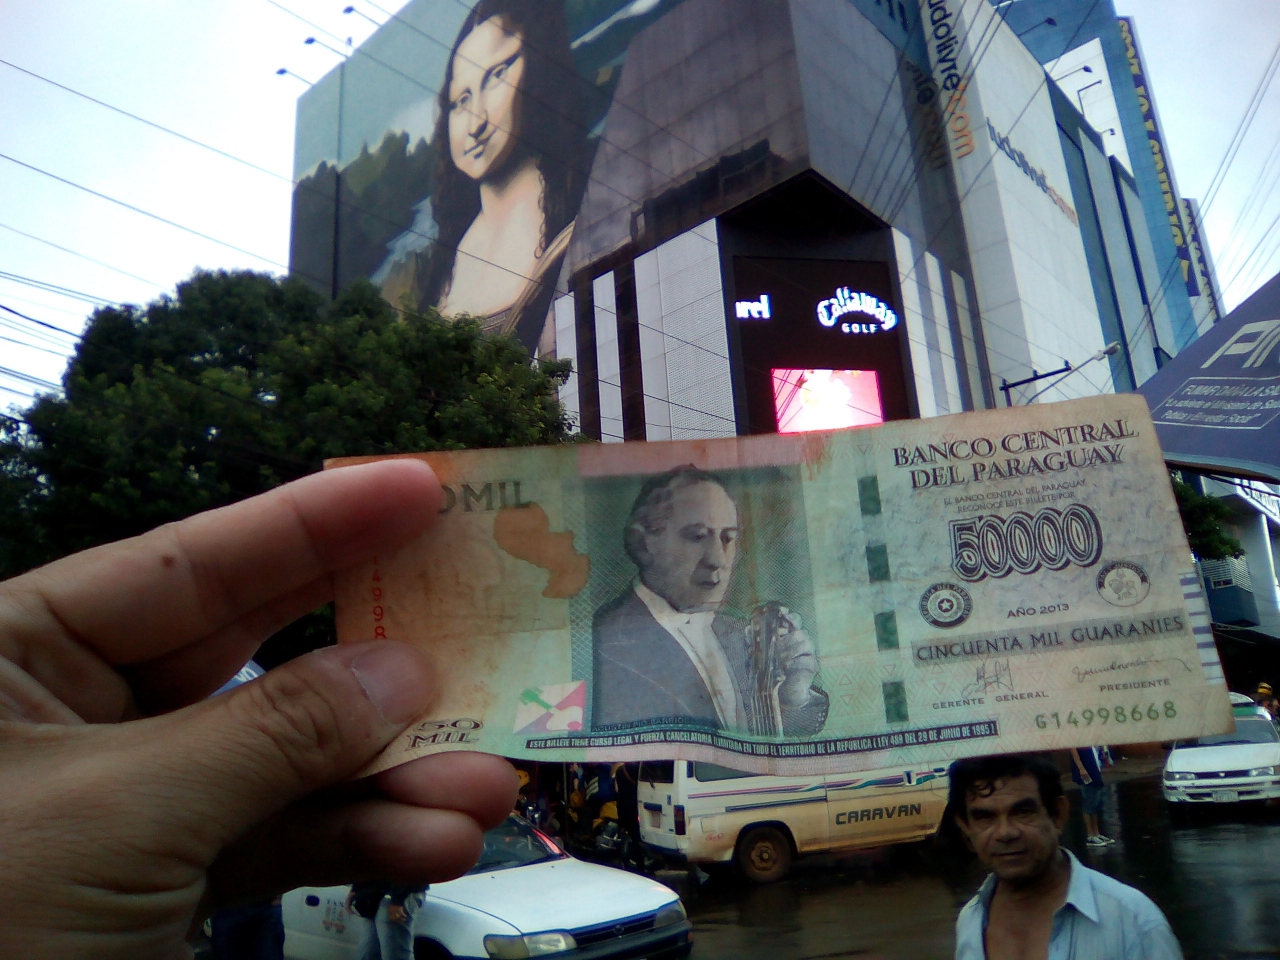 Callaway
GOLF
OMIL
BANCO CENTRAL
DEL PARAGUAY
EL BANCO CENTRAL DEL PARAGUAY
RECONOCE ESTE BILLETE POR
50000
AÑO 2013
CINCUENTA MIL GUARANIES
GERENTE GENERAL
PRESIDENTE
G14998668
50
MIL
ESTE BILLETE TIENE CURSO LEGAL Y FUERZA CANCELATORIA ILIMITADA EN TODO EL TERRITORIO DE LA REPUBLICA ( LEY 489 DEL 29 DE JUNIO DE 1995 )
CARAVAN